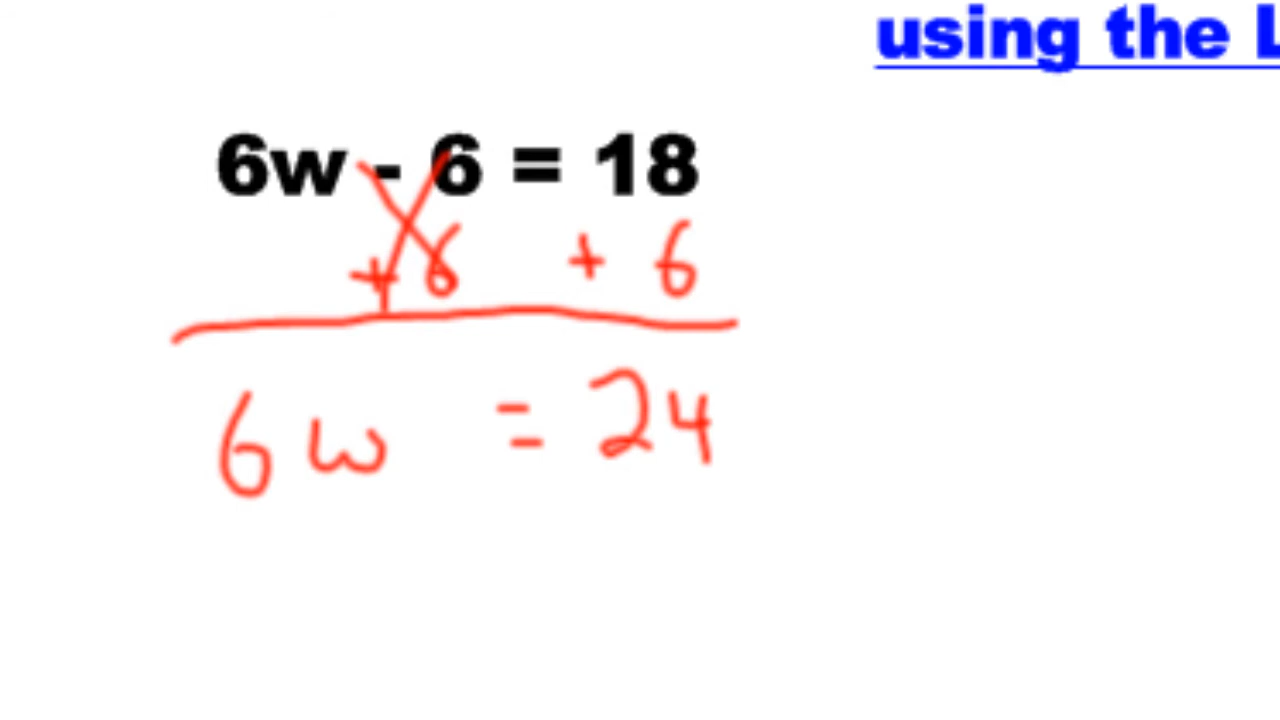 using the L
6w - 6 = 18
+ 6 + 6
6w = 24